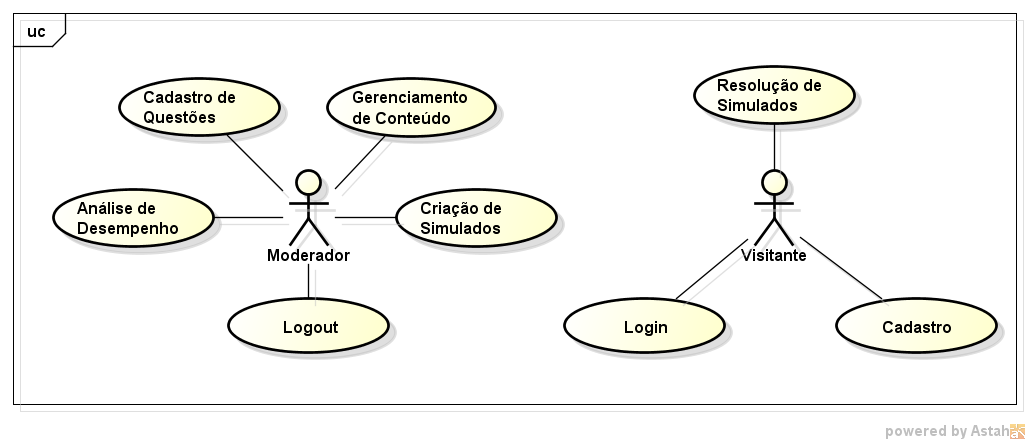 uc
Cadastro de
Questões
Gerenciamento
de Conteúdo
Resolução de
Simulados
Análise de
Desempenho
Criação de
Simulados
Moderador
Visitante
Logout
Login
Cadastro
powered by Astah